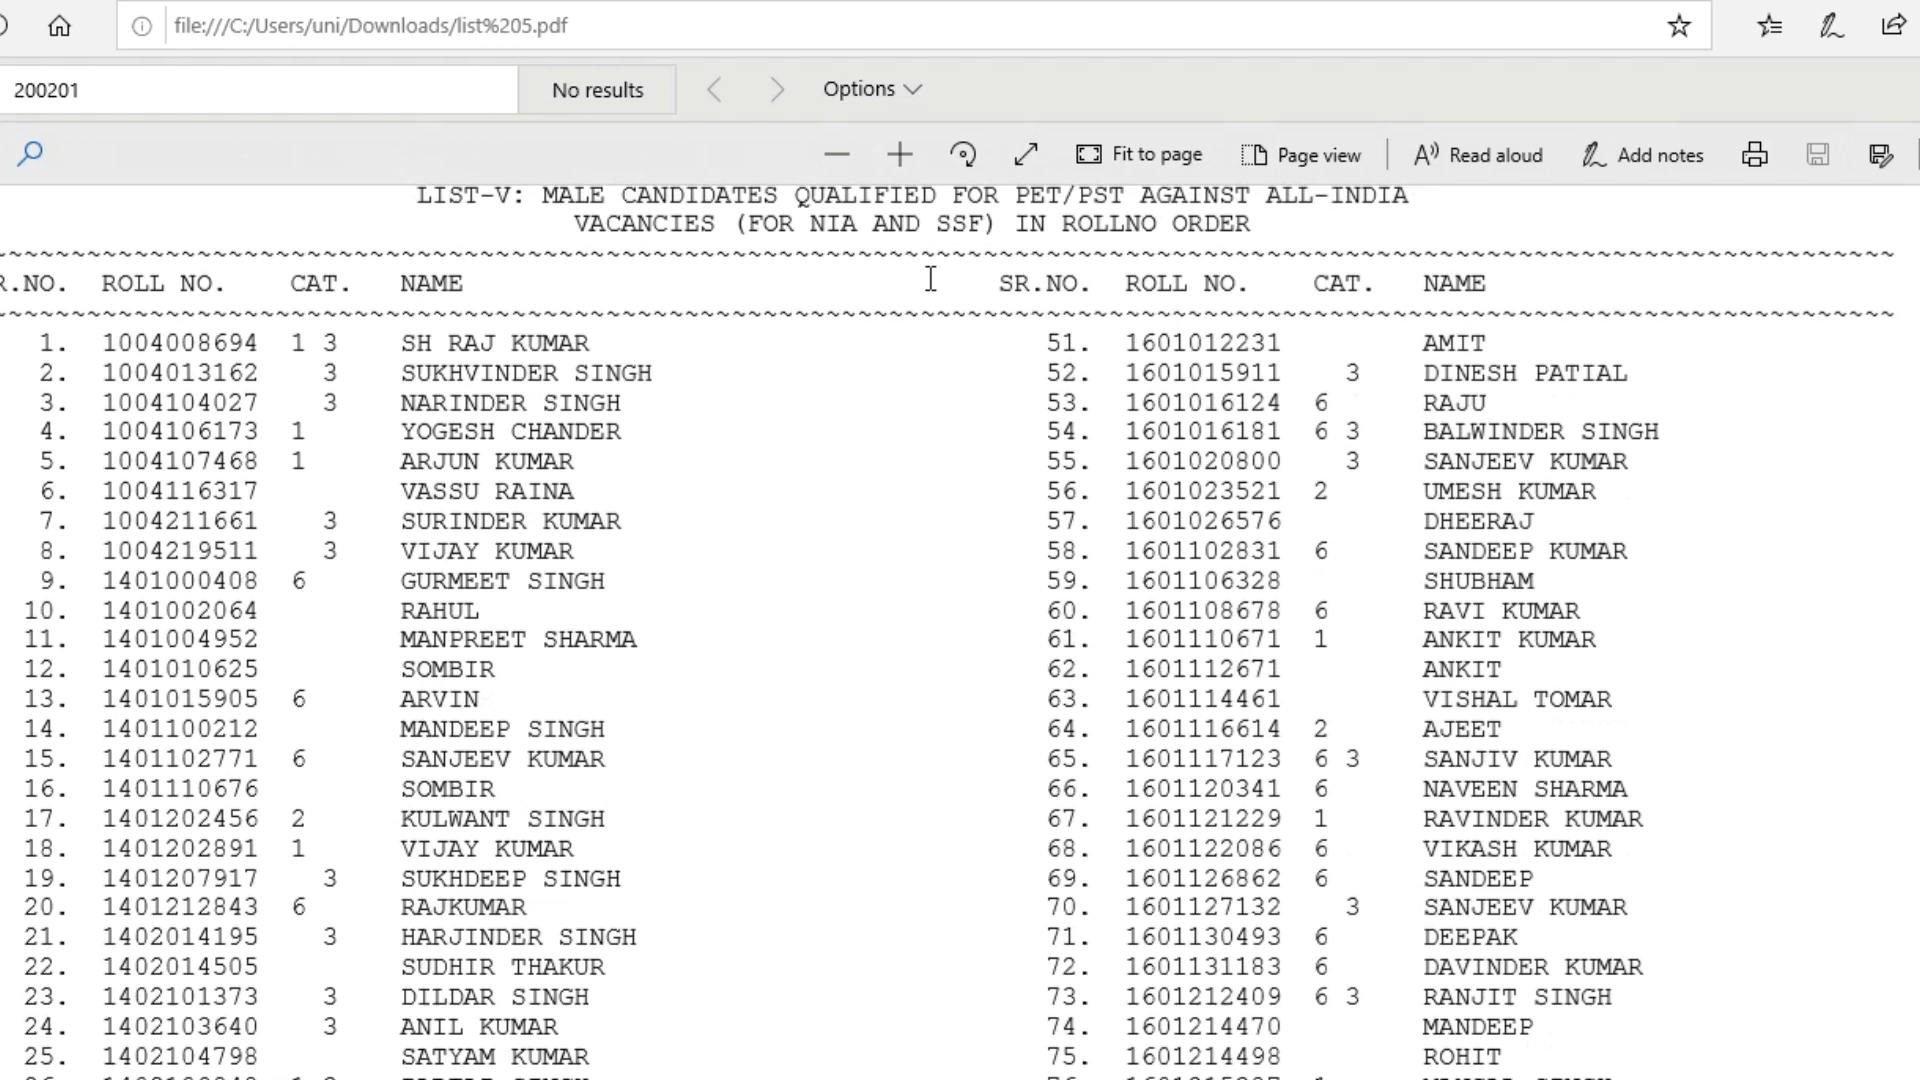 file:///C:/Users/uni/Downloads/list%205.pdf
200201 No results Options
Fit to page Page view Read aloud Add notes
LIST-V: MALE CANDIDATES QUALIFIED FOR PET/PST AGAINST ALL-INDIA
VACANCIES (FOR NIA AND SSF) IN ROLLNO ORDER
R.NO. ROLL NO. CAT. NAME SR.NO. ROLL NO. CAT. NAME
1. 1004008694 1 3 SH RAJ KUMAR 51. 1601012231 AMIT
2. 1004013162 3 SUKHVINDER SINGH 52. 1601015911 3 DINESH PATIAL
3. 1004104027 3 NARINDER SINGH 53. 1601016124 6 RAJU
4. 1004106173 1 YOGESH CHANDER 54. 1601016181 6 3 BALWINDER SINGH
5. 1004107468 1 ARJUN KUMAR 55. 1601020800 3 SANJEEV KUMAR
6. 1004116317 VASSU RAINA 56. 1601023521 2 UMESH KUMAR
7. 1004211661 3 SURINDER KUMAR 57. 1601026576 DHEERAJ
8. 1004219511 3 VIJAY KUMAR 58. 1601102831 6 SANDEEP KUMAR
9. 1401000408 6 GURMEET SINGH 59. 1601106328 SHUBHAM
10. 1401002064 RAHUL 60. 1601108678 6 RAVI KUMAR
11. 1401004952 MANPREET SHARMA 61. 1601110671 1 ANKIT KUMAR
12. 1401010625 SOMBIR 62. 1601112671 ANKIT
13. 1401015905 6 ARVIN 63. 1601114461 VISHAL TOMAR
14. 1401100212 MANDEEP SINGH 64. 1601116614 2 AJEET
15. 1401102771 6 SANJEEV KUMAR 65. 1601117123 6 3 SANJIV KUMAR
16. 1401110676 SOMBIR 66. 1601120341 6 NAVEEN SHARMA
17. 1401202456 2 KULWANT SINGH 67. 1601121229 1 RAVINDER KUMAR
18. 1401202891 1 VIJAY KUMAR 68. 1601122086 6 VIKASH KUMAR
19. 1401207917 3 SUKHDEEP SINGH 69. 1601126862 6 SANDEEP
20. 1401212843 6 RAJKUMAR 70. 1601127132 3 SANJEEV KUMAR
21. 1402014195 3 HARJINDER SINGH 71. 1601130493 6 DEEPAK
22. 1402014505 SUDHIR THAKUR 72. 1601131183 6 DAVINDER KUMAR
23. 1402101373 3 DILDAR SINGH 73. 1601212409 6 3 RANJIT SINGH
24. 1402103640 3 ANIL KUMAR 74. 1601214470 MANDEEP
25. 1402104798 SATYAM KUMAR 75. 1601214498 ROHIT